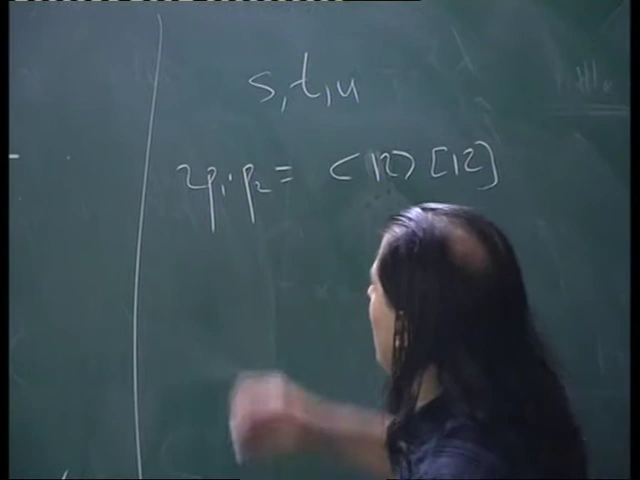 s, t, u
2p₁·p₂ = <12> [12]